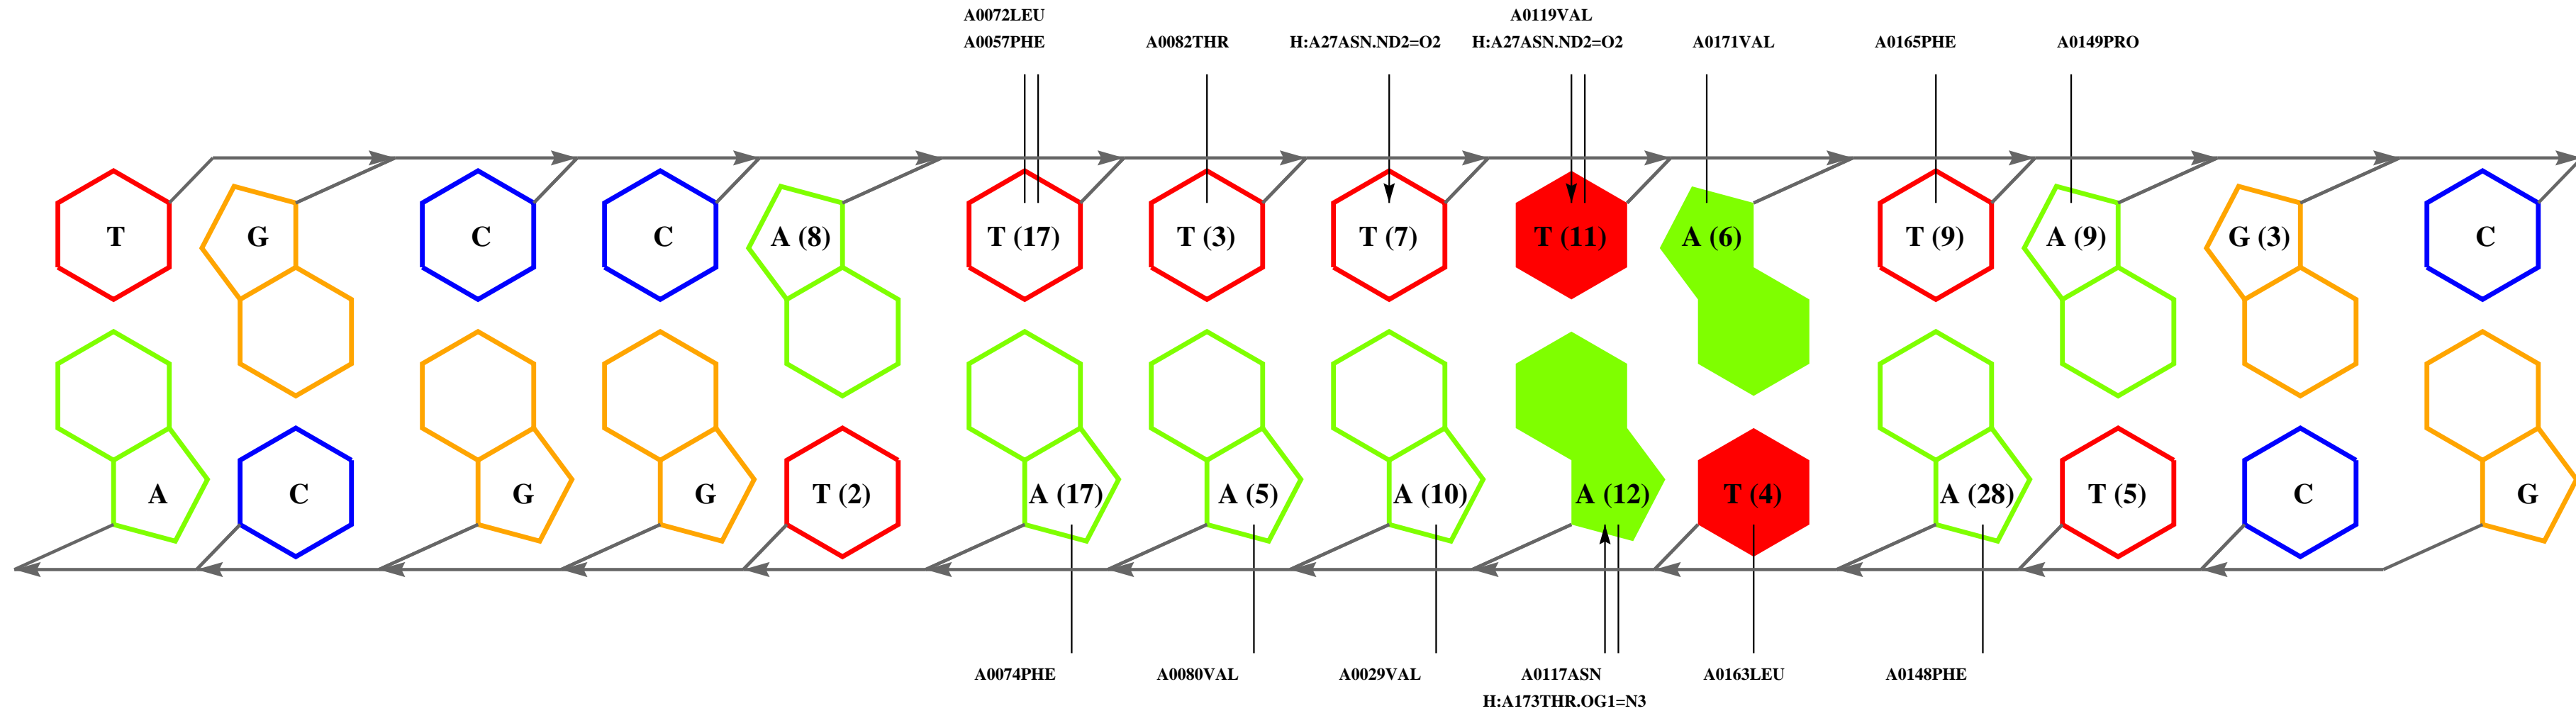 A0072LEU A0119VAL
A0057PHE A0082THR H:A27ASN.ND2=O2 H:A27ASN.ND2=O2 A0171VAL A0165PHE A0149PRO
T G C C A (8) T (17) T (3) T (7) T (11) A (6) T (9) A (9) G (3) C
A C G G T (2) A (17) A (5) A (10) A (12) T (4) A (28) T (5) C G
A0074PHE A0080VAL A0029VAL A0117ASN A0163LEU A0148PHE
H:A173THR.OG1=N3